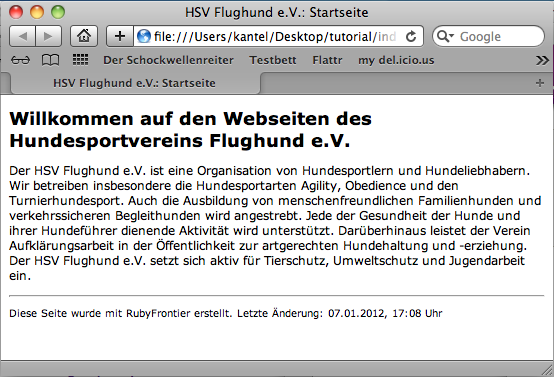 HSV Flughund e.V.: Startseite
file:///Users/kantel/Desktop/tutorial/ind
Google
Der Schockwellenreiter Testbett Flattr my del.icio.us
HSV Flughund e.V.: Startseite
Willkommen auf den Webseiten des
Hundesportvereins Flughund e.V.
Der HSV Flughund e.V. ist eine Organisation von Hundesportlern und Hundeliebhabern.
Wir betreiben insbesondere die Hundesportarten Agility, Obedience und den
Turnierhundesport. Auch die Ausbildung von menschenfreundlichen Familienhunden und
verkehrssicheren Begleithunden wird angestrebt. Jede der Gesundheit der Hunde und
ihrer Hundeführer dienende Aktivität wird unterstützt. Darüberhinaus leistet der Verein
Aufklärungsarbeit in der Öffentlichkeit zur artgerechten Hundehaltung und -erziehung.
Der HSV Flughund e.V. setzt sich aktiv für Tierschutz, Umweltschutz und Jugendarbeit
ein.
Diese Seite wurde mit RubyFrontier erstellt. Letzte Änderung: 07.01.2012, 17:08 Uhr